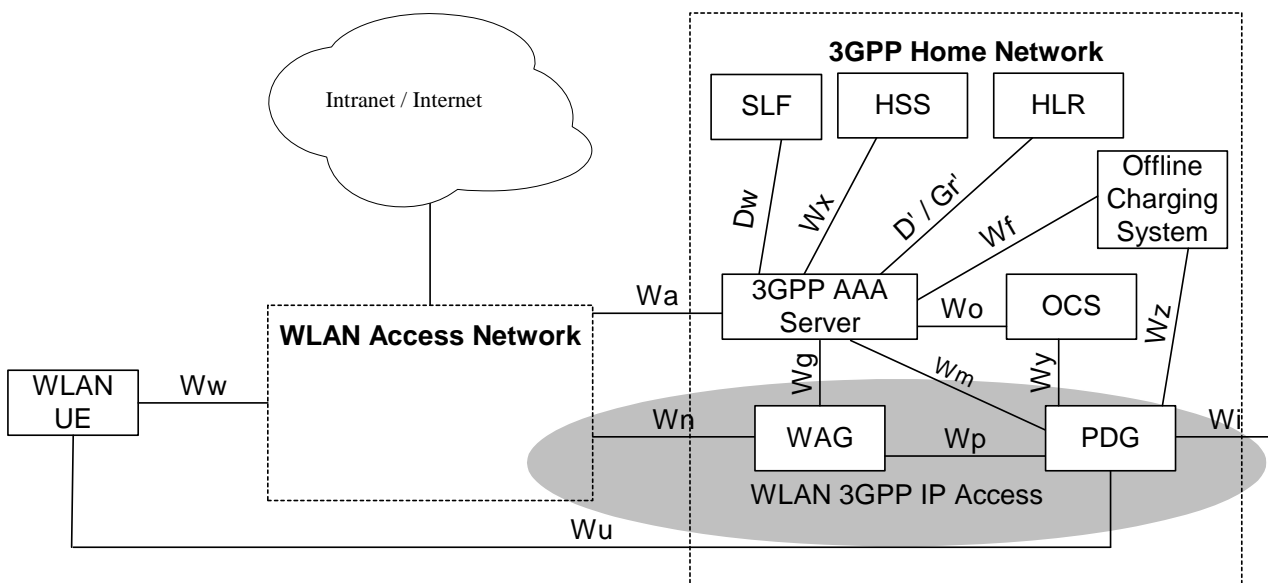 3GPP Home Network
Intranet / Internet
SLF
HSS
HLR
Offline
Charging
System
Dw
Wx
D' / Gr'
Wf
Wa
3GPP AAA
Server
Wo
OCS
Wz
WLAN Access Network
Wg
Wm
Wy
WLAN
UE
Ww
Wn
WAG
Wp
PDG
Wi
WLAN 3GPP IP Access
Wu